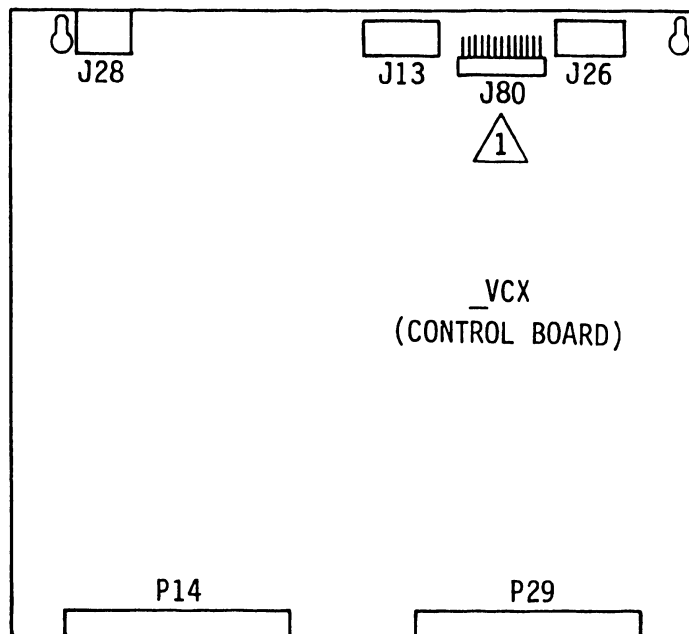 J28
J13
J80
J26
1
_VCX
(CONTROL BOARD)
P14
P29